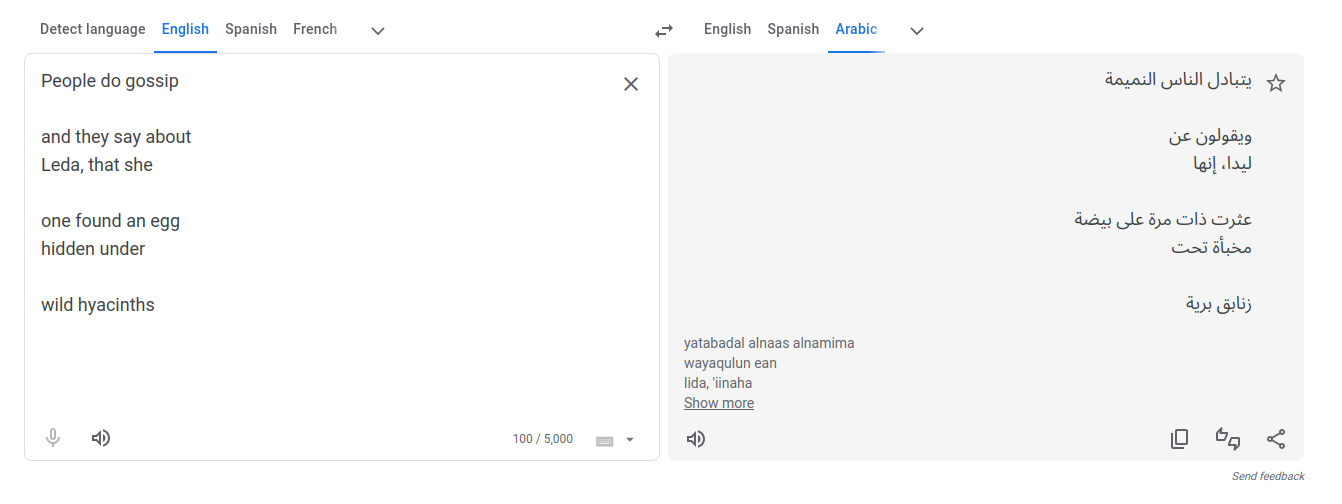 Detect language English Spanish French
English Spanish Arabic
People do gossip
and they say about
Leda, that she
one found an egg
hidden under
wild hyacinths
100 / 5,000
يتبادل الناس النميمة
ويقولون عن
ليدا، إنها
عثرت ذات مرة على بيضة
مخبأة تحت
زنابق برية
yatabadal alnaas alnamima
wayaqulun ean
lida, 'iinaha
Show more
Send feedback